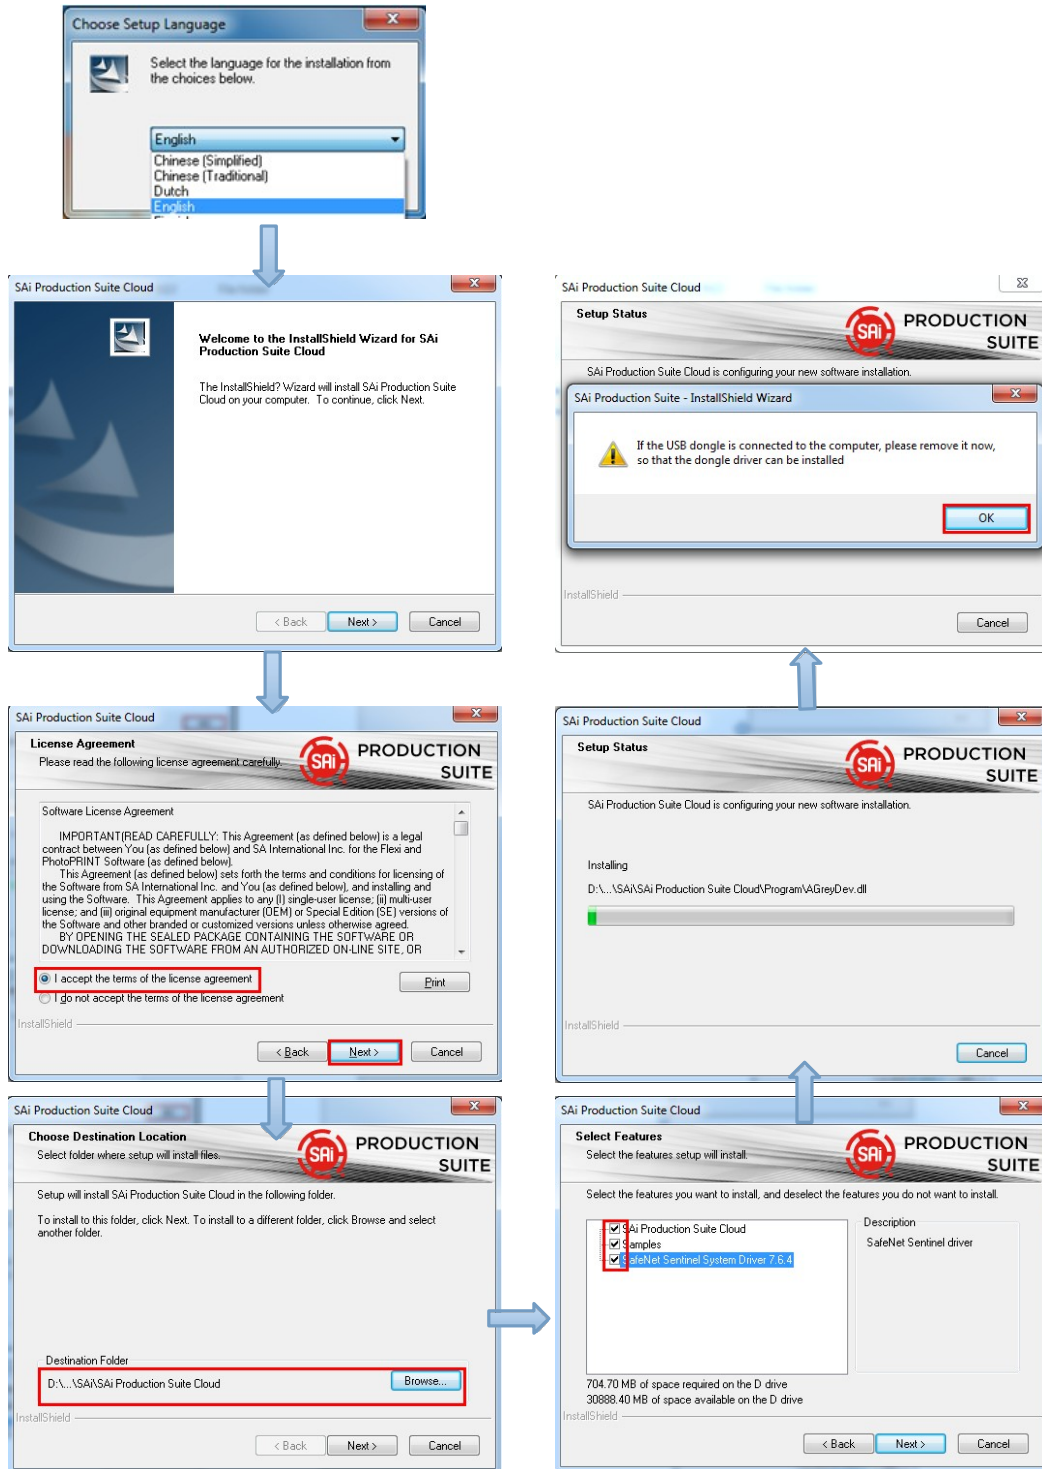 Choose Setup Language
Select the language for the installation from
the choices below.
English
Chinese (Simplified)
Chinese (Traditional)
Dutch
English
SAi Production Suite Cloud
Welcome to the InstallShield Wizard for SAi
Production Suite Cloud
The InstallShield? Wizard will install SAi Production Suite
Cloud on your computer. To continue, click Next.
< Back
Next >
Cancel
SAi Production Suite Cloud
License Agreement
Please read the following license agreement carefully.
SAi
PRODUCTION
SUITE
Software License Agreement
IMPORTANT(READ CAREFULLY: This Agreement (as defined below) is a legal
contract between You (as defined below) and SA International Inc. for the Flexi and
PhotoPRINT Software (as defined below).
This Agreement (as defined below) sets forth the terms and conditions for licensing of
the Software from SA International Inc. and You (as defined below), and installing and
using the Software. This Agreement applies to any (I) single-user license; (ii) multi-user
license; and (iii) original equipment manufacturer (OEM) or Special Edition (SE) versions of
the Software and other branded or customized versions unless otherwise agreed.
BY OPENING THE SEALED PACKAGE CONTAINING THE SOFTWARE OR
DOWNLOADING THE SOFTWARE FROM AN AUTHORIZED ON-LINE SITE, OR
I accept the terms of the license agreement
Print
I do not accept the terms of the license agreement
InstallShield
< Back
Next >
Cancel
SAi Production Suite Cloud
Choose Destination Location
Select folder where setup will install files.
SAi
PRODUCTION
SUITE
Setup will install SAi Production Suite Cloud in the following folder.
To install to this folder, click Next. To install to a different folder, click Browse and select
another folder.
Destination Folder
D:\...\SAi\SAi Production Suite Cloud
Browse...
InstallShield
< Back
Next >
Cancel
SAi Production Suite Cloud
Select Features
Select the features setup will install.
SAi
PRODUCTION
SUITE
Select the features you want to install, and deselect the features you do not want to install.
SAi Production Suite Cloud
Samples
SafeNet Sentinel System Driver 7.6.4
Description
SafeNet Sentinel driver
704.70 MB of space required on the D drive
30888.40 MB of space available on the D drive
InstallShield
< Back
Next >
Cancel
SAi Production Suite Cloud
Setup Status
SAi
PRODUCTION
SUITE
SAi Production Suite Cloud is configuring your new software installation.
Installing
D:\...\SAi\SAi Production Suite Cloud\Program\AGreyDev.dll
InstallShield
Cancel
SAi Production Suite Cloud
Setup Status
SAi
PRODUCTION
SUITE
SAi Production Suite Cloud is configuring your new software installation.
SAi Production Suite - InstallShield Wizard
If the USB dongle is connected to the computer, please remove it now,
so that the dongle driver can be installed
OK
InstallShield
Cancel